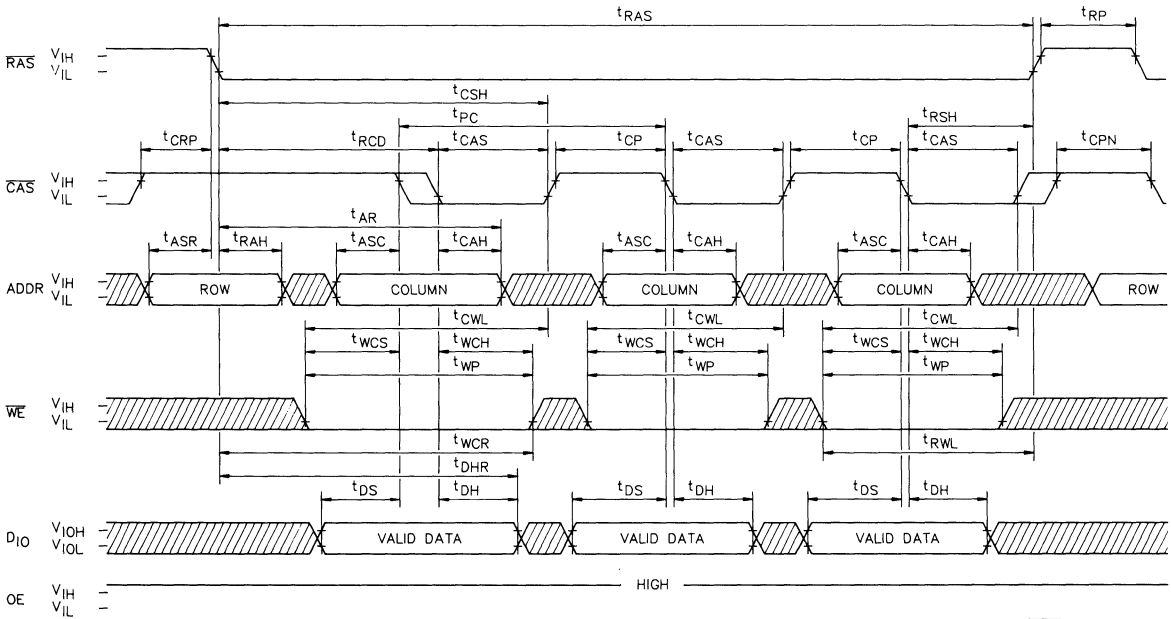 tRAS tRP
RAS VIH VIL
tCSH
tPC tRSH
tCRP tRCD tCAS tCP tCAS tCP tCAS tCPN
CAS VIH VIL
tAR
tASR tRAH tASC tCAH tASC tCAH tASC tCAH
ADDR VIH VIL ROW COLUMN COLUMN COLUMN ROW
tCWL tCWL tCWL
tWCS tWCH tWCS tWCH tWCS tWCH
tWP tWP tWP
WE VIH VIL
tWCR tRWL
tDHR
tDS tDH tDS tDH tDS tDH
DIO VIOH VIOL VALID DATA VALID DATA VALID DATA
OE VIH VIL HIGH